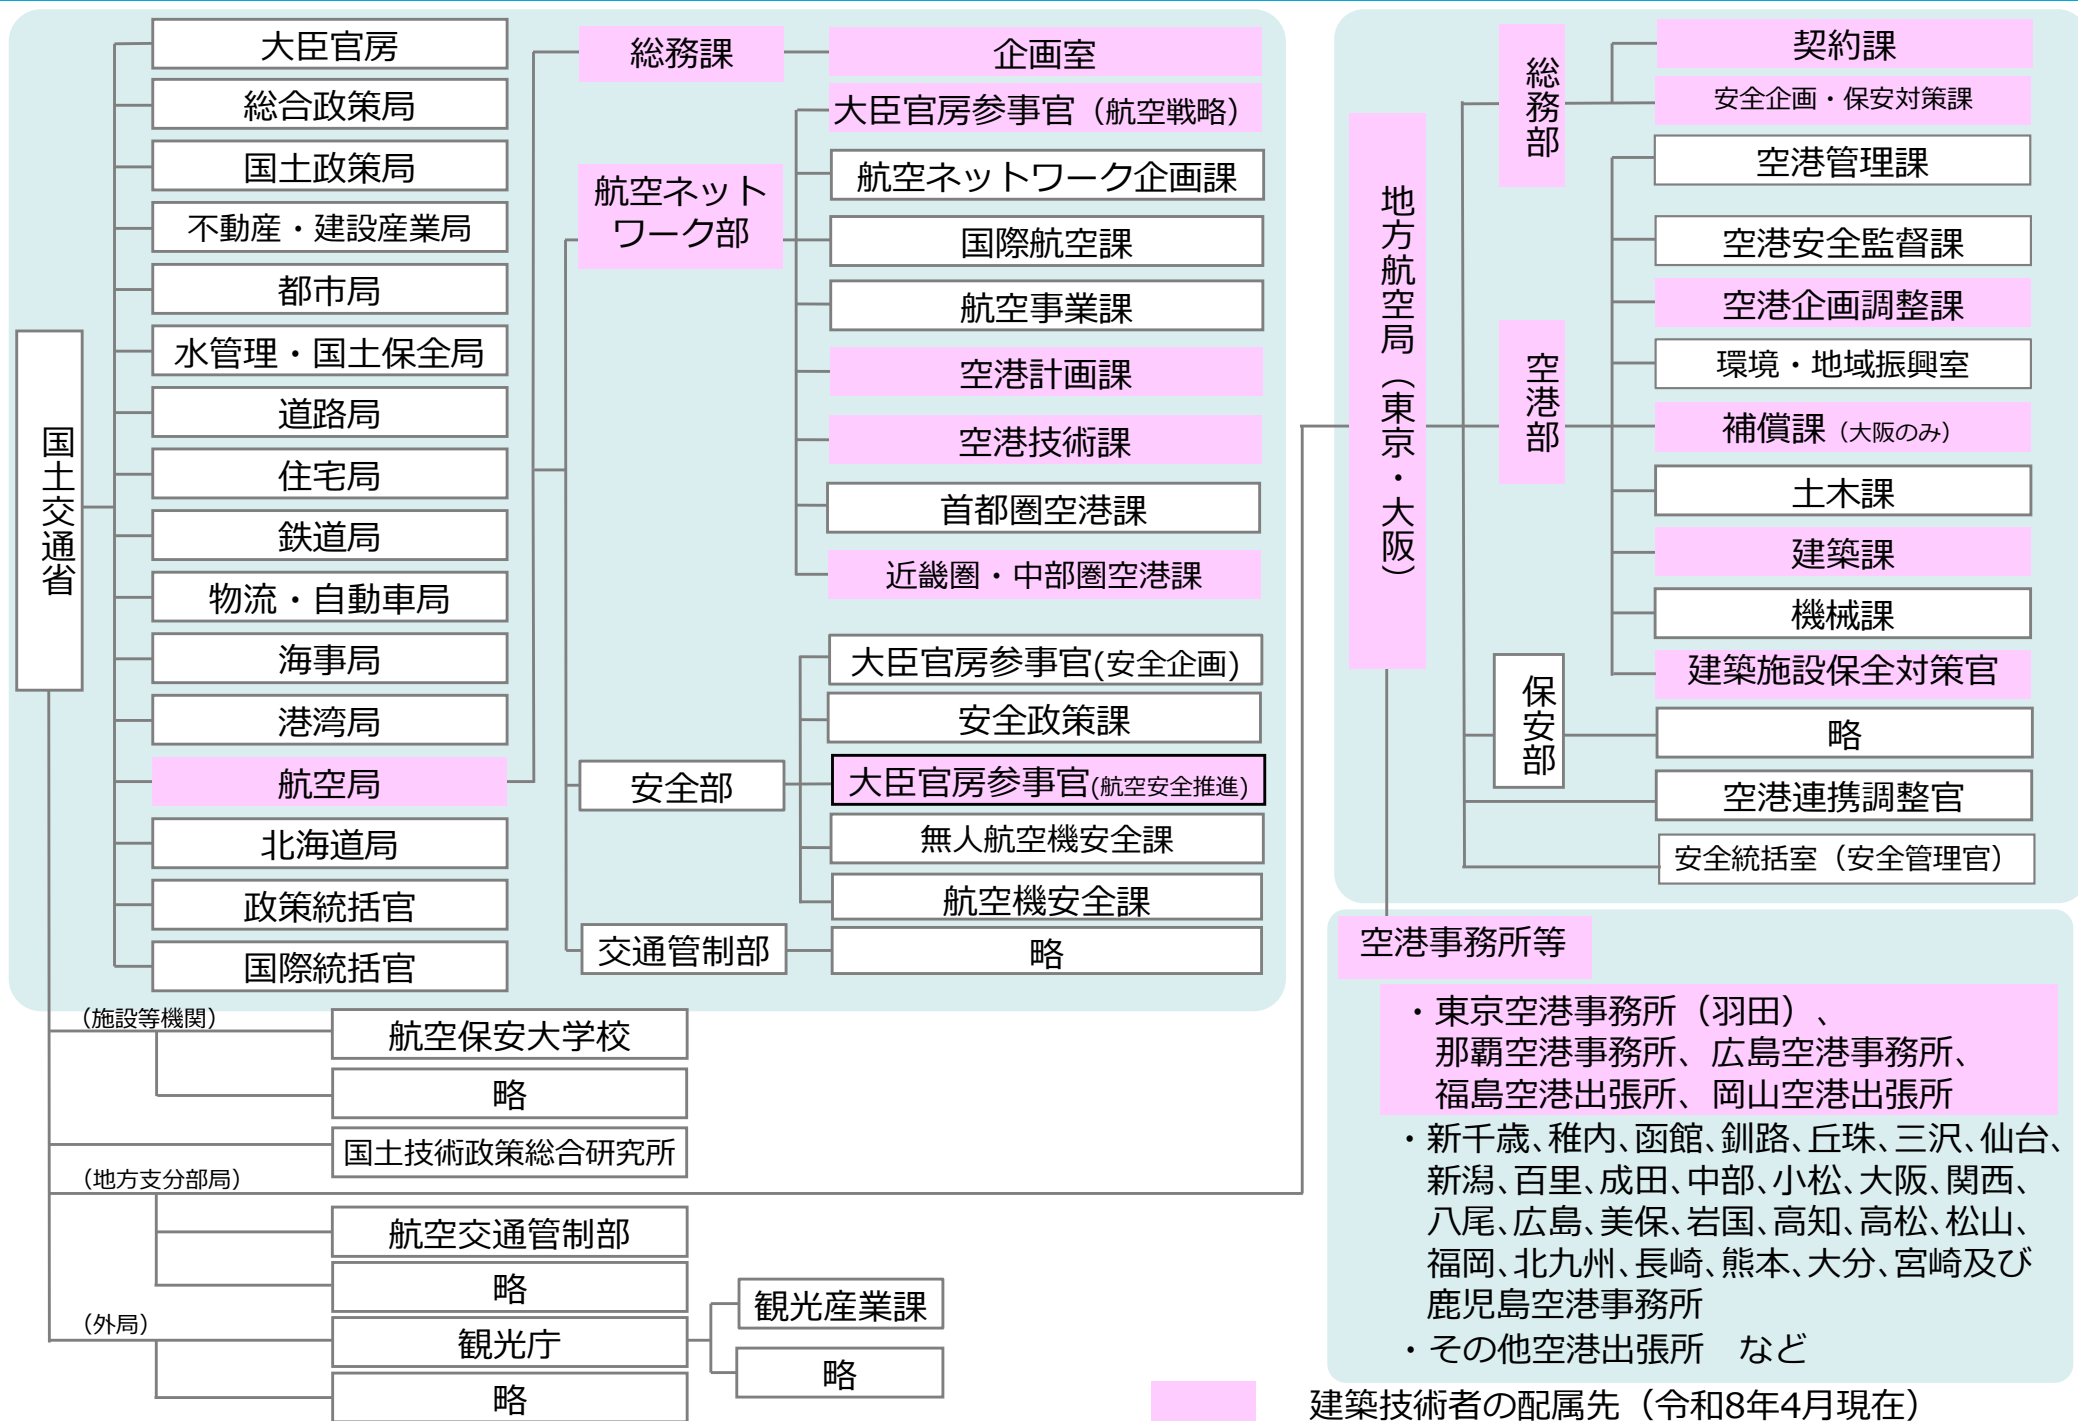 国土交通省
大臣官房
総合政策局
国土政策局
不動産・建設産業局
都市局
水管理・国土保全局
道路局
住宅局
鉄道局
物流・自動車局
海事局
港湾局
航空局
北海道局
政策統括官
国際統括官
総務課
企画室
航空ネット
ワーク部
大臣官房参事官（航空戦略）
航空ネットワーク企画課
国際航空課
航空事業課
空港計画課
空港技術課
首都圏空港課
近畿圏・中部圏空港課
安全部
大臣官房参事官(安全企画)
安全政策課
大臣官房参事官(航空安全推進)
無人航空機安全課
航空機安全課
交通管制部
略
（施設等機関）
航空保安大学校
略
国土技術政策総合研究所
（地方支分部局）
航空交通管制部
略
（外局）
観光庁
略
観光産業課
略
地方航空局（東京・大阪）
総務部
契約課
安全企画・保安対策課
空港部
空港管理課
空港安全監督課
空港企画調整課
環境・地域振興室
補償課（大阪のみ）
土木課
建築課
機械課
建築施設保全対策官
保安部
略
空港連携調整官
安全統括室（安全管理官）
空港事務所等
・東京空港事務所（羽田）、
那覇空港事務所、広島空港事務所、
福島空港出張所、岡山空港出張所
・新千歳、稚内、函館、釧路、丘珠、三沢、仙台、
新潟、百里、成田、中部、小松、大阪、関西、
八尾、広島、美保、岩国、高知、高松、松山、
福岡、北九州、長崎、熊本、大分、宮崎及び
鹿児島空港事務所
・その他空港出張所　など
建築技術者の配属先（令和8年4月現在）